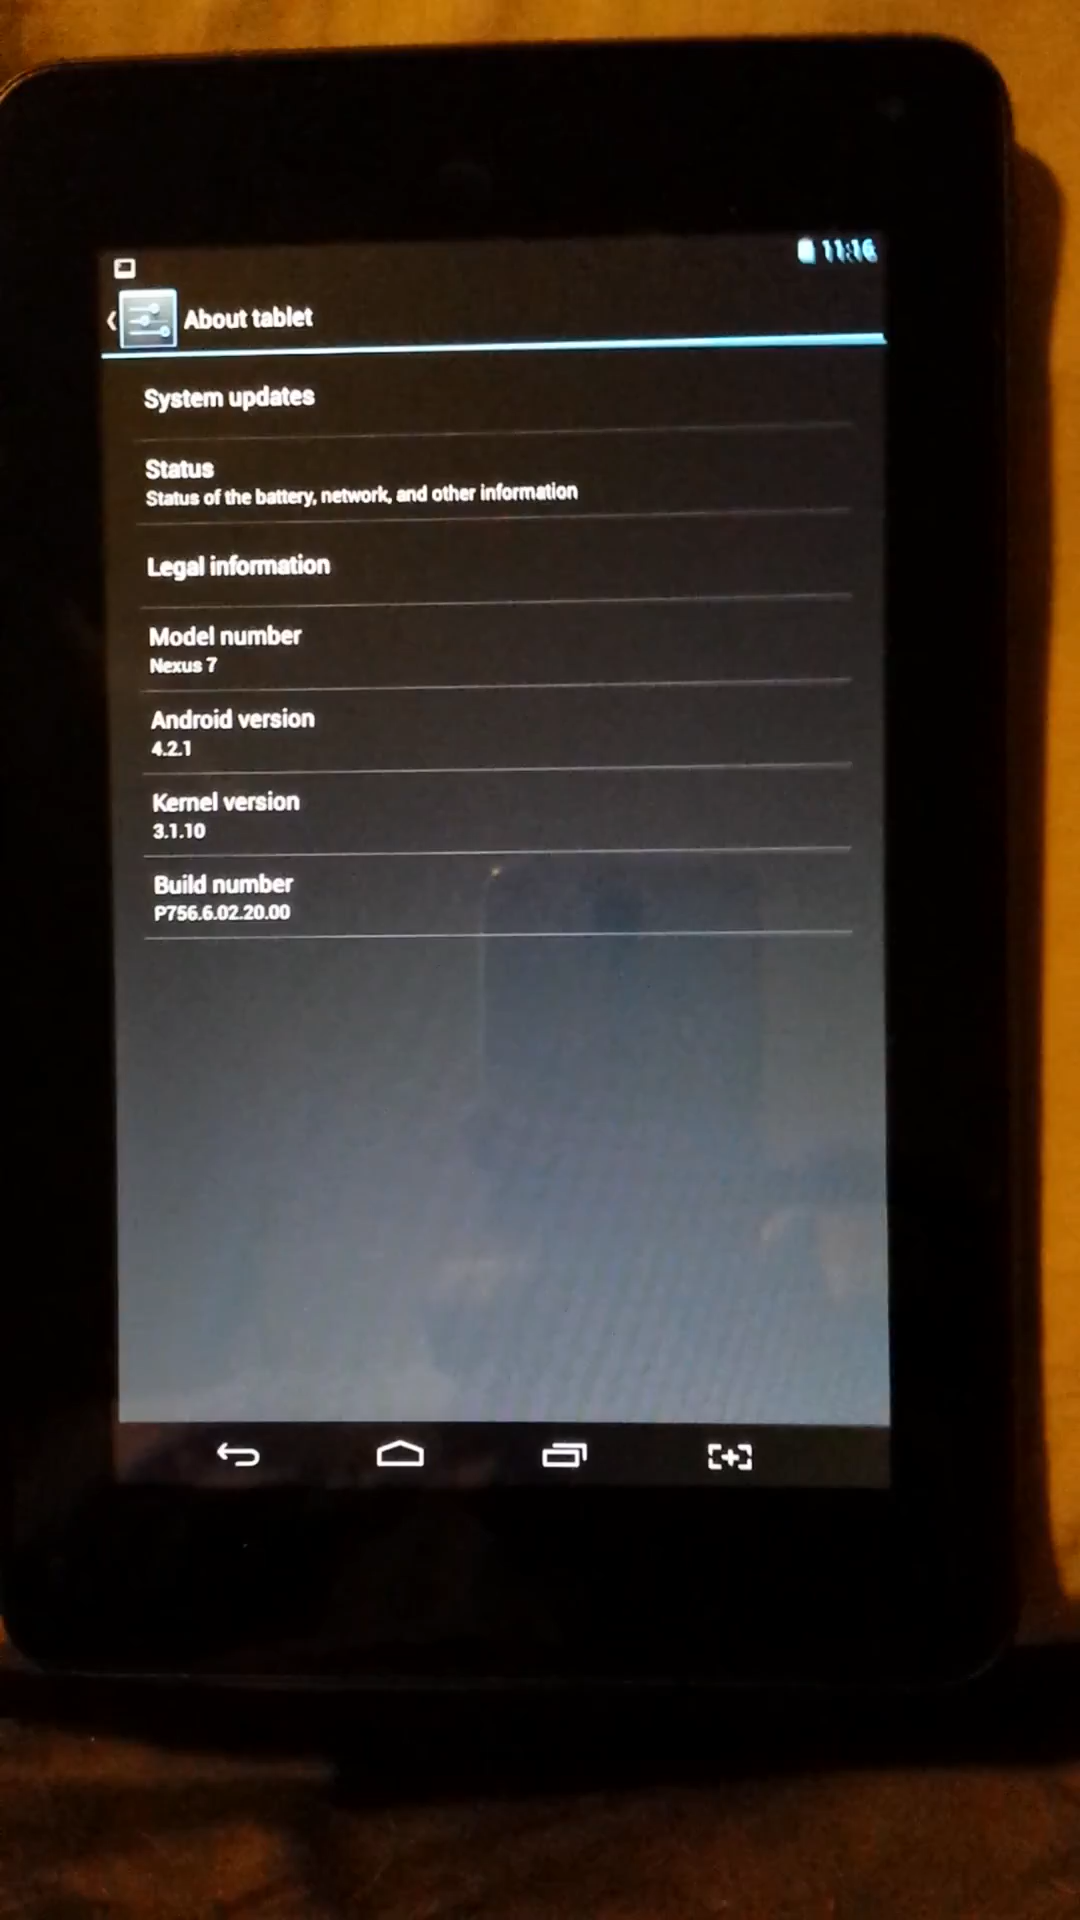 11:16
About tablet
System updates
Status
Status of the battery, network, and other information
Legal information
Model number
Nexus 7
Android version
4.2.1
Kernel version
3.1.10
Build number
P756.6.02.20.00